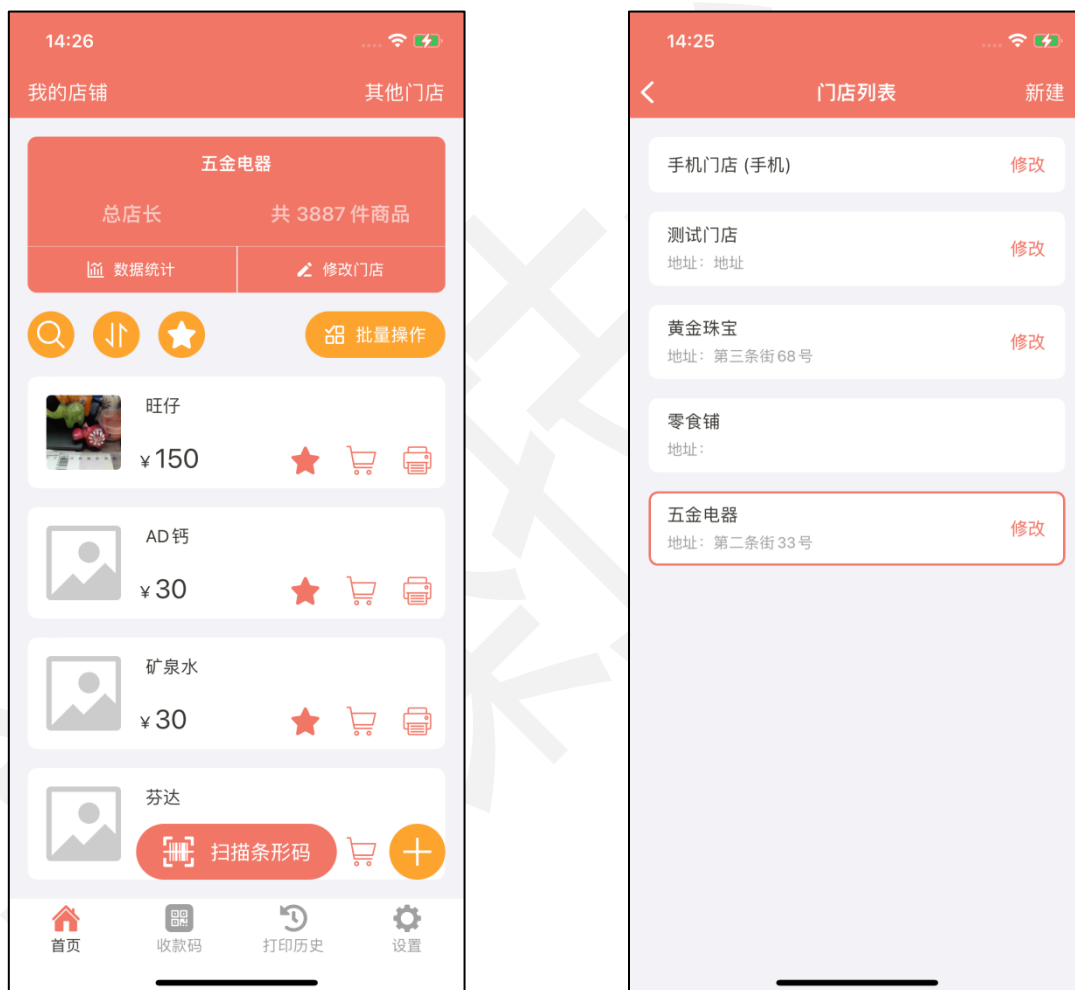 14:26
我的店铺
其他门店
五金电器
总店长
共 3887 件商品
数据统计
修改门店
批量操作
旺仔
¥ 150
AD钙
¥ 30
矿泉水
¥ 30
芬达
扫描条形码
首页
收款码
打印历史
设置
14:25
门店列表
新建
手机门店 (手机)
修改
测试门店
地址：地址
修改
黄金珠宝
地址：第三条街68号
修改
零食铺
地址：
五金电器
地址：第二条街33号
修改